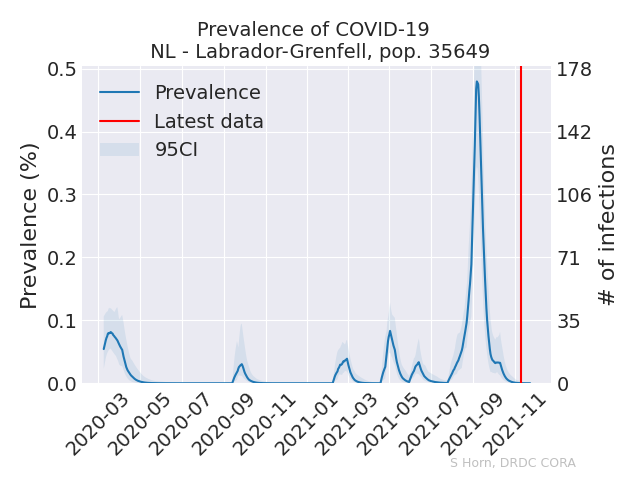 Prevalence of COVID-19
NL - Labrador-Grenfell, pop. 35649
Prevalence
Latest data
95CI
Prevalence (%)
0.5
0.4
0.3
0.2
0.1
0.0
178
142
106
71
35
0
# of infections
2020-03
2020-05
2020-07
2020-09
2020-11
2021-01
2021-03
2021-05
2021-07
2021-09
2021-11
S Horn, DRDC CORA